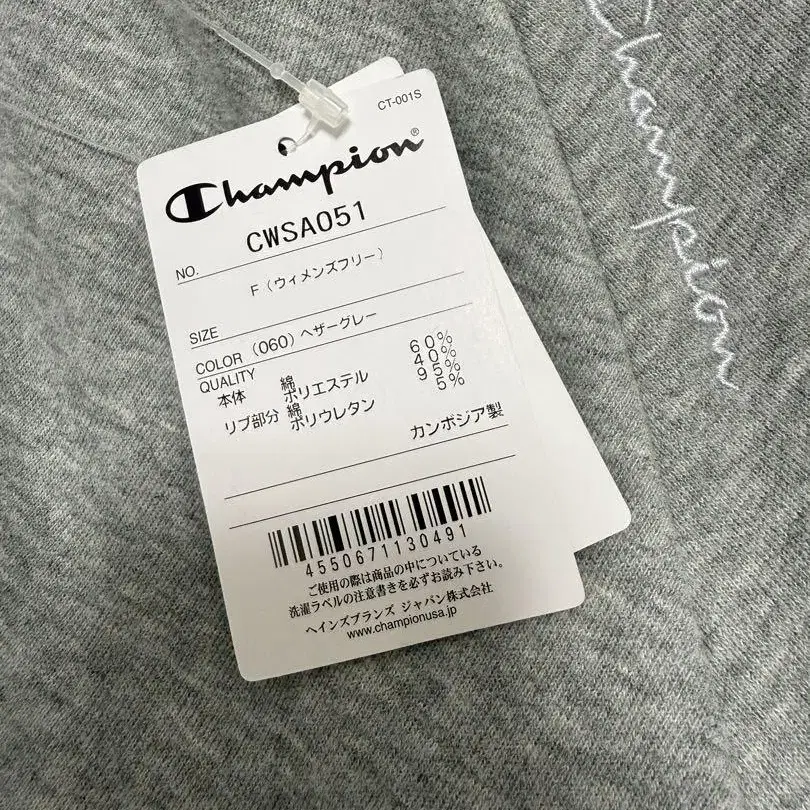 CT-001S
Champion®
NO. CWSA051
F（ウィメンズフリー）
SIZE
COLOR（060）ヘザーグレー
QUALITY
本体 綿 60%
ポリエステル 40%
リブ部分 綿 95%
ポリウレタン 5%
カンボジア製
4550671130491
ご使用の際は商品の中についている
洗濯ラベルの注意書きを必ずお読み下さい。
ヘインズブランズ ジャパン株式会社
www.championusa.jp
Champion